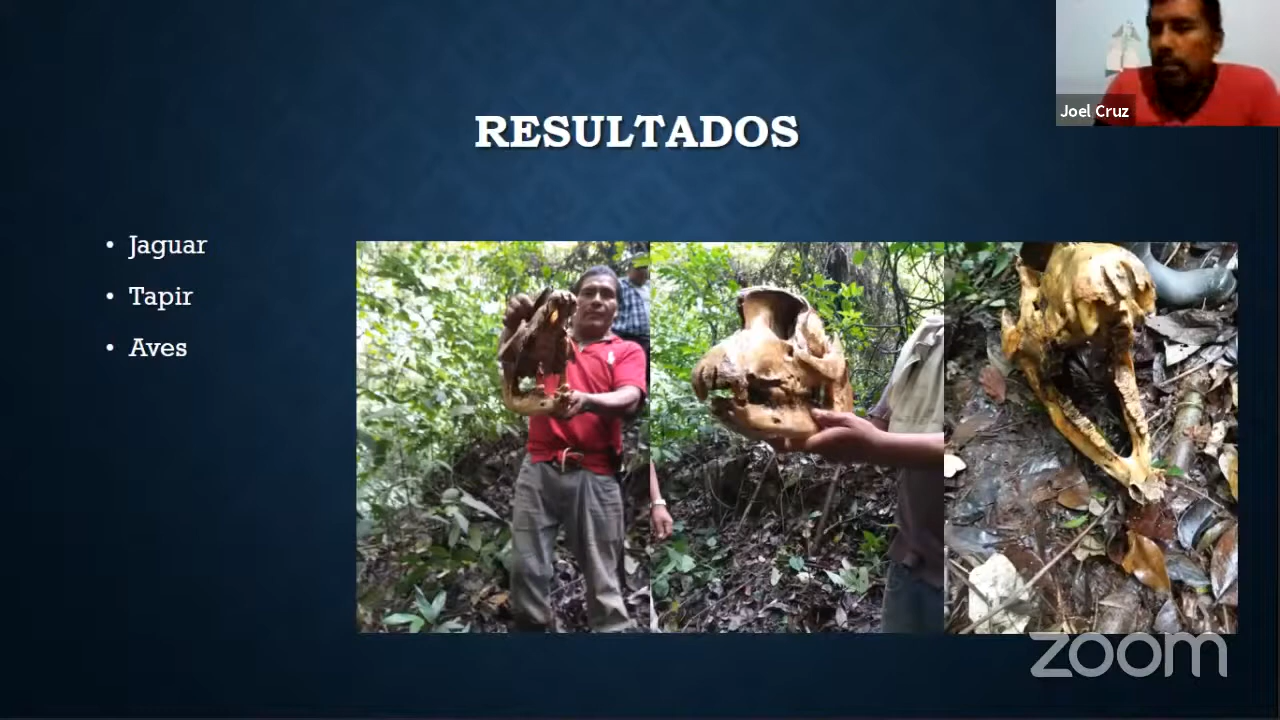 Joel Cruz
RESULTADOS
• Jaguar
• Tapir
• Aves
zoom